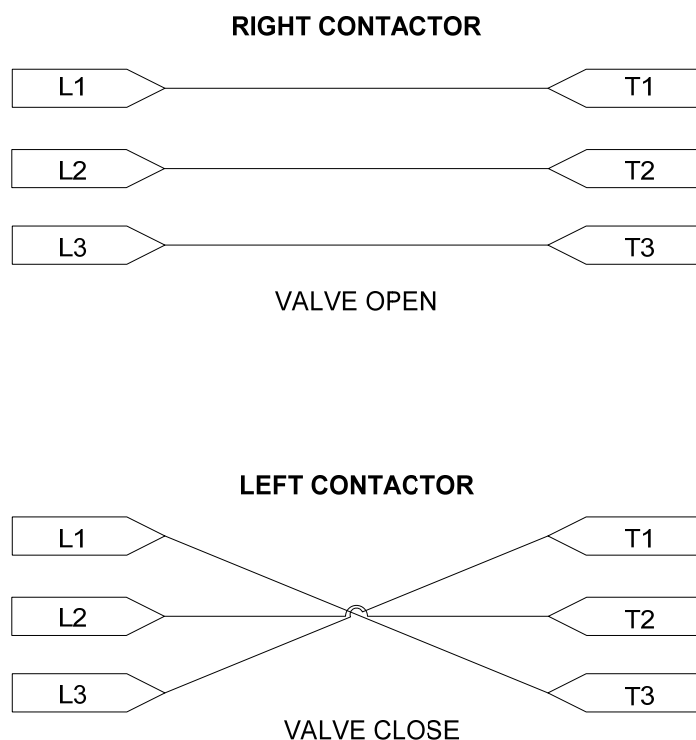 RIGHT CONTACTOR
L1 T1
L2 T2
L3 T3
VALVE OPEN
LEFT CONTACTOR
L1 T1
L2 T2
L3 T3
VALVE CLOSE